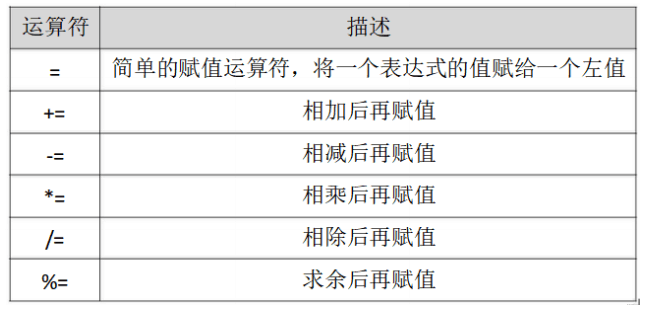 运算符 描述
= 简单的赋值运算符，将一个表达式的值赋给一个左值
+= 相加后再赋值
-= 相减后再赋值
*= 相乘后再赋值
/= 相除后再赋值
%= 求余后再赋值